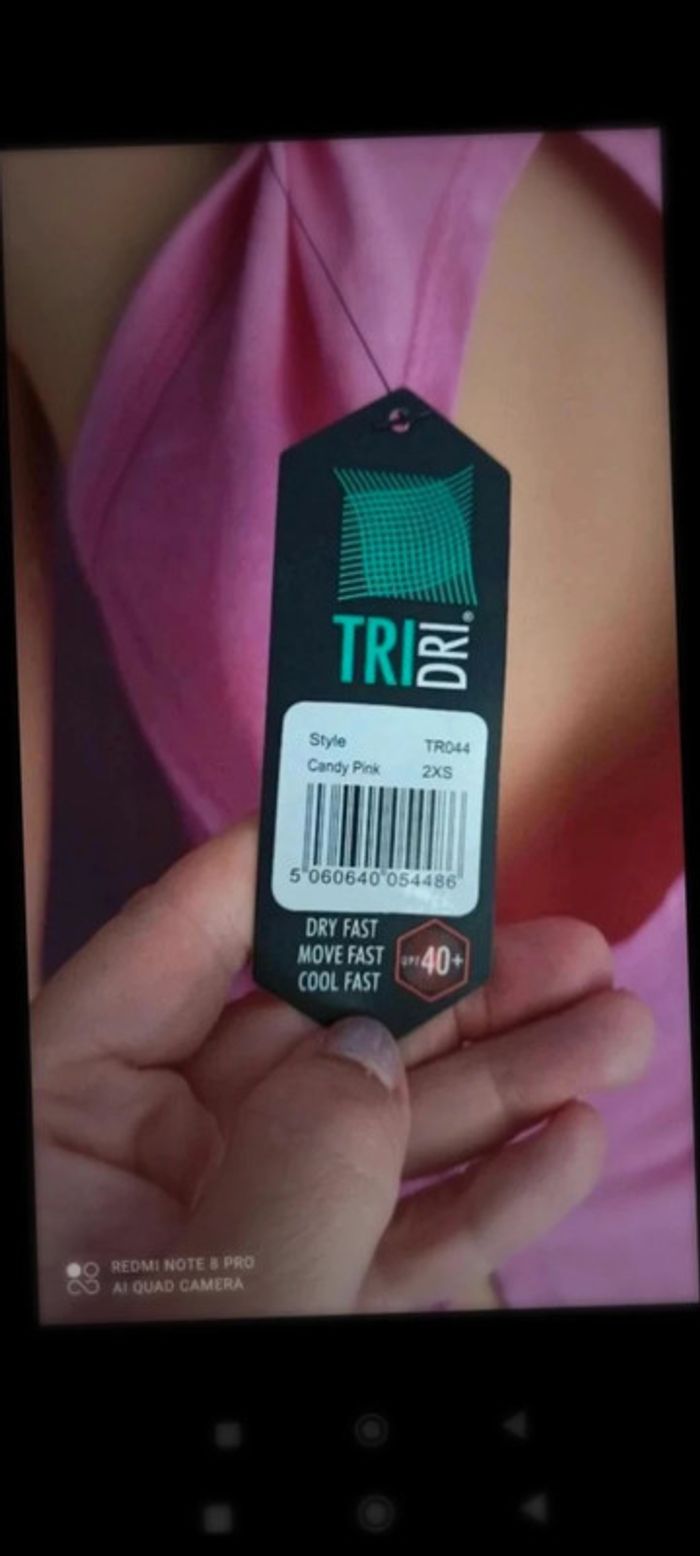 TRI DRI®
Style TR044
Candy Pink 2XS
5 060640 054486
DRY FAST
MOVE FAST
COOL FAST
UPF 40+
REDMI NOTE 8 PRO
AI QUAD CAMERA